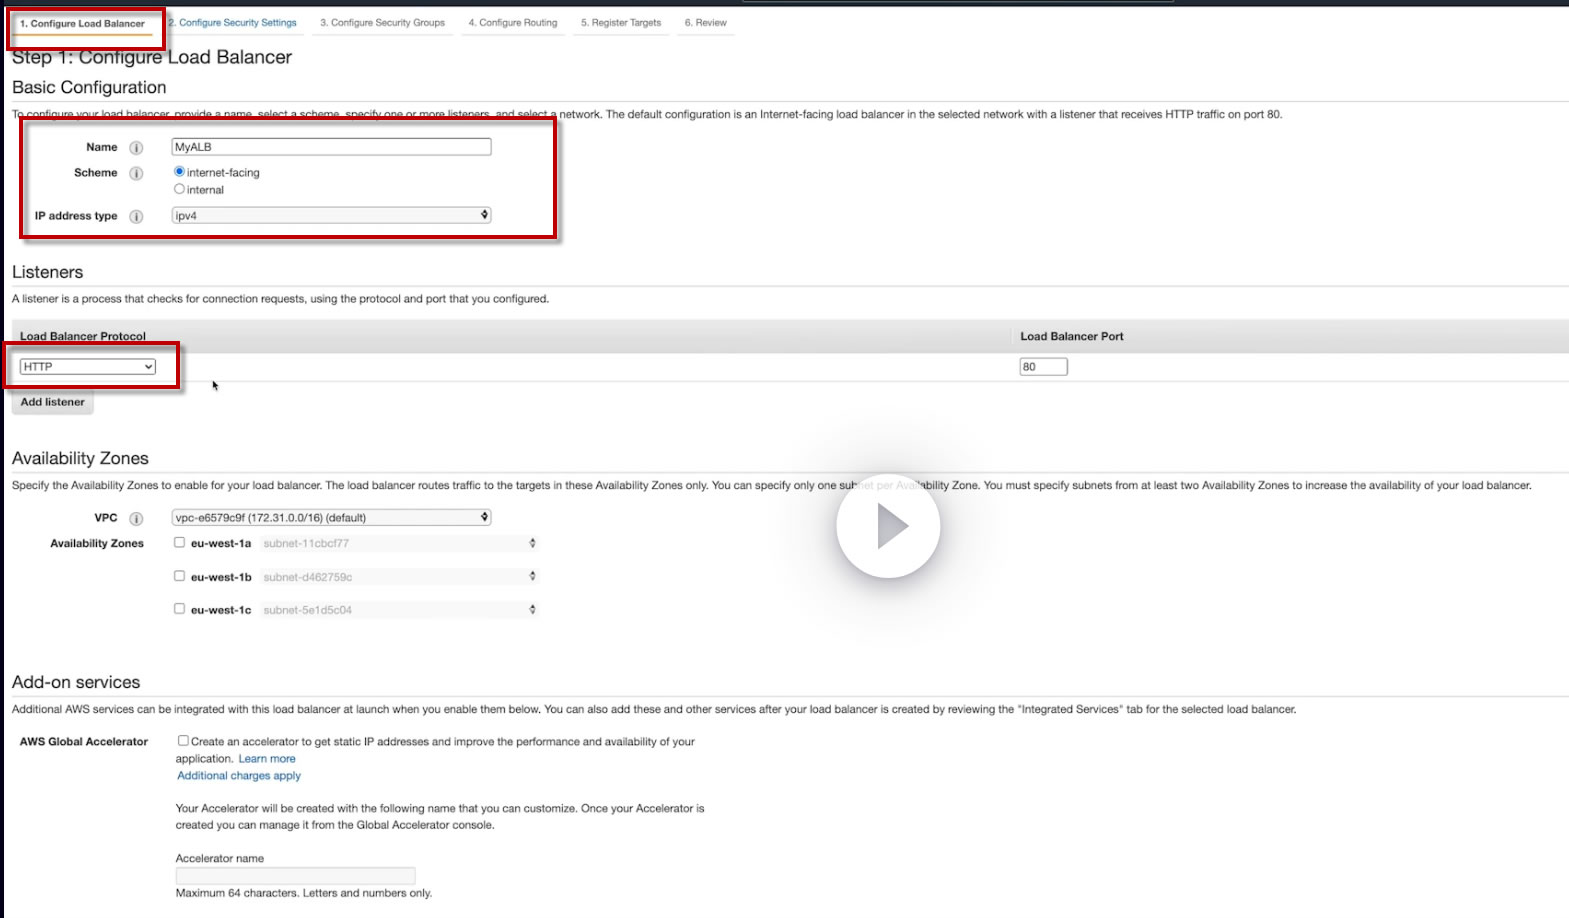 1. Configure Load Balancer 2. Configure Security Settings 3. Configure Security Groups 4. Configure Routing 5. Register Targets 6. Review
Step 1: Configure Load Balancer
Basic Configuration
To configure your load balancer, provide a name, select a scheme, specify one or more listeners, and select a network. The default configuration is an Internet-facing load balancer in the selected network with a listener that receives HTTP traffic on port 80.
Name i MyALB
Scheme i internet-facing
internal
IP address type i ipv4
Listeners
A listener is a process that checks for connection requests, using the protocol and port that you configured.
Load Balancer Protocol Load Balancer Port
HTTP 80
Add listener
Availability Zones
Specify the Availability Zones to enable for your load balancer. The load balancer routes traffic to the targets in these Availability Zones only. You can specify only one subnet per Availability Zone. You must specify subnets from at least two Availability Zones to increase the availability of your load balancer.
VPC i vpc-e6579c9f (172.31.0.0/16) (default)
Availability Zones eu-west-1a subnet-11cbcf77
eu-west-1b subnet-d462759c
eu-west-1c subnet-5e1d5c04
Add-on services
Additional AWS services can be integrated with this load balancer at launch when you enable them below. You can also add these and other services after your load balancer is created by reviewing the "Integrated Services" tab for the selected load balancer.
AWS Global Accelerator Create an accelerator to get static IP addresses and improve the performance and availability of your
application. Learn more
Additional charges apply
Your Accelerator will be created with the following name that you can customize. Once your Accelerator is
created you can manage it from the Global Accelerator console.
Accelerator name
Maximum 64 characters. Letters and numbers only.